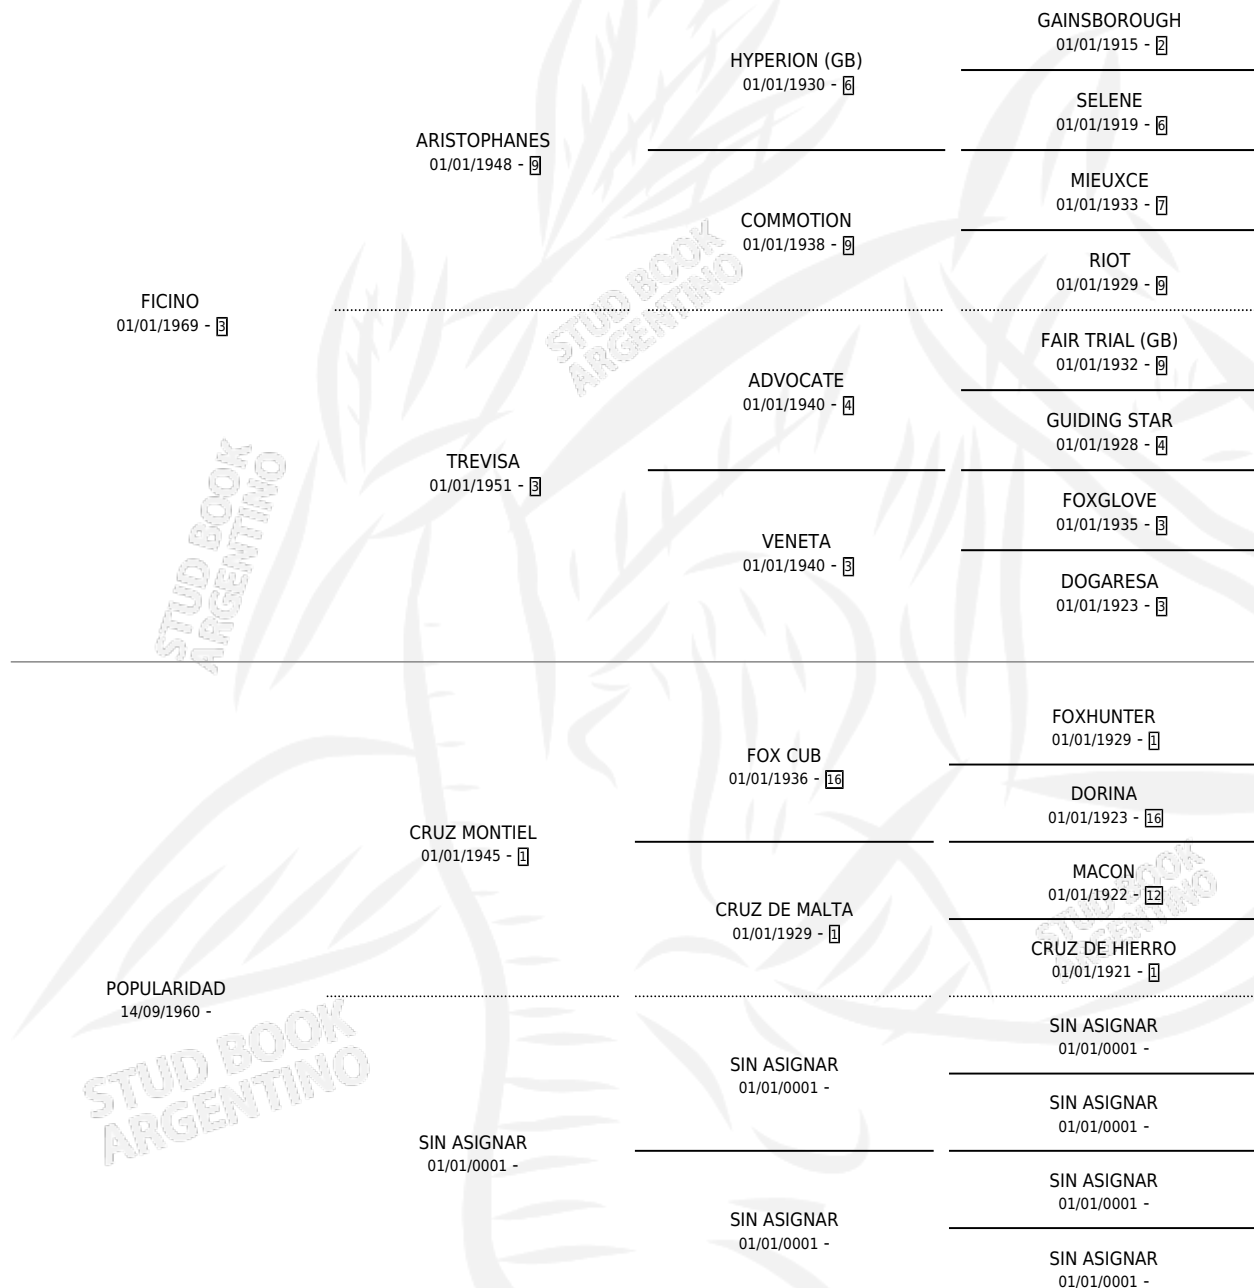 GAINSBOROUGH
01/01/1915 - 2
HYPERION (GB)
01/01/1930 - 6
SELENE
01/01/1919 - 6
ARISTOPHANES
01/01/1948 - 9
MIEUXCE
01/01/1933 - 7
COMMOTION
01/01/1938 - 9
RIOT
01/01/1929 - 9
FICINO
01/01/1969 - 3
STUD BOOK
ARGENTINO
FAIR TRIAL (GB)
01/01/1932 - 9
ADVOCATE
01/01/1940 - 4
GUIDING STAR
01/01/1928 - 4
TREVISA
01/01/1951 - 3
FOXGLOVE
01/01/1935 - 3
VENETA
01/01/1940 - 3
DOGARESA
01/01/1923 - 3
STUD BOOK
ARGENTINO
FOXHUNTER
01/01/1929 - 1
FOX CUB
01/01/1936 - 16
DORINA
01/01/1923 - 16
CRUZ MONTIEL
01/01/1945 - 1
MACON
01/01/1922 - 12
CRUZ DE MALTA
01/01/1929 - 1
STUD BOOK
ARGENTINO
CRUZ DE HIERRO
01/01/1921 - 1
POPULARIDAD
14/09/1960 -
STUD BOOK
ARGENTINO
SIN ASIGNAR
01/01/0001 -
SIN ASIGNAR
01/01/0001 -
SIN ASIGNAR
01/01/0001 -
SIN ASIGNAR
01/01/0001 -
SIN ASIGNAR
01/01/0001 -
SIN ASIGNAR
01/01/0001 -
SIN ASIGNAR
01/01/0001 -